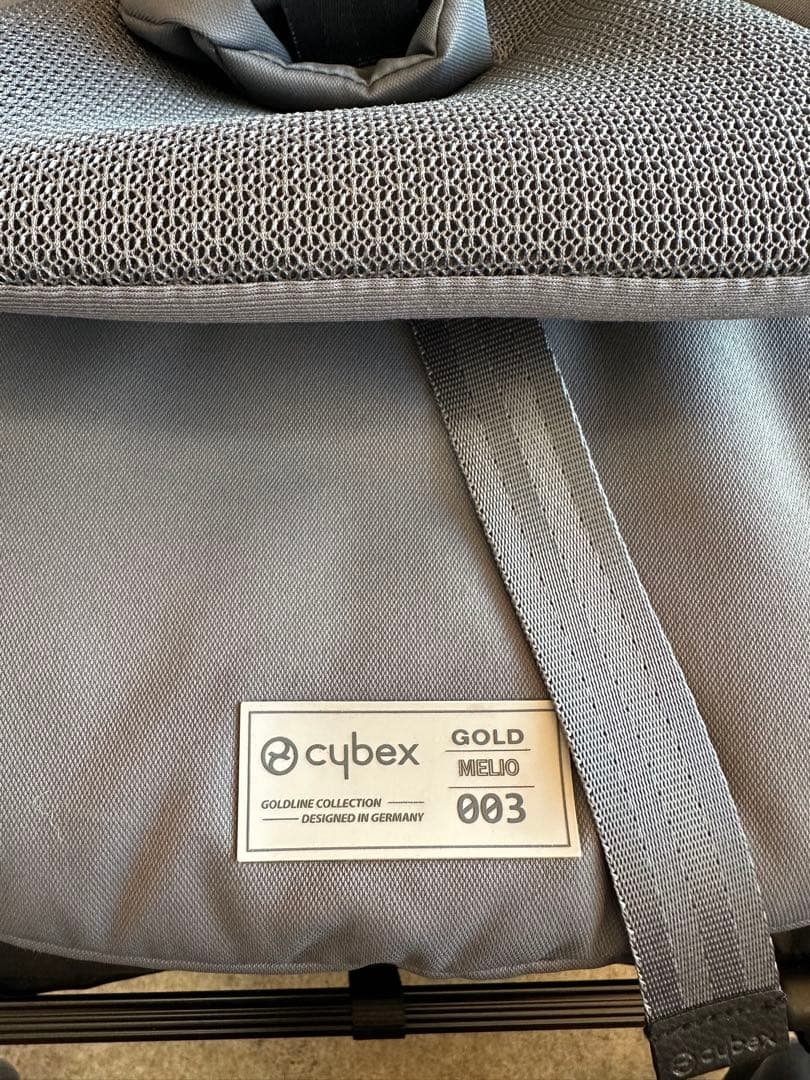 cybex
GOLDLINE COLLECTION
DESIGNED IN GERMANY
GOLD
MELIO
003
cybex